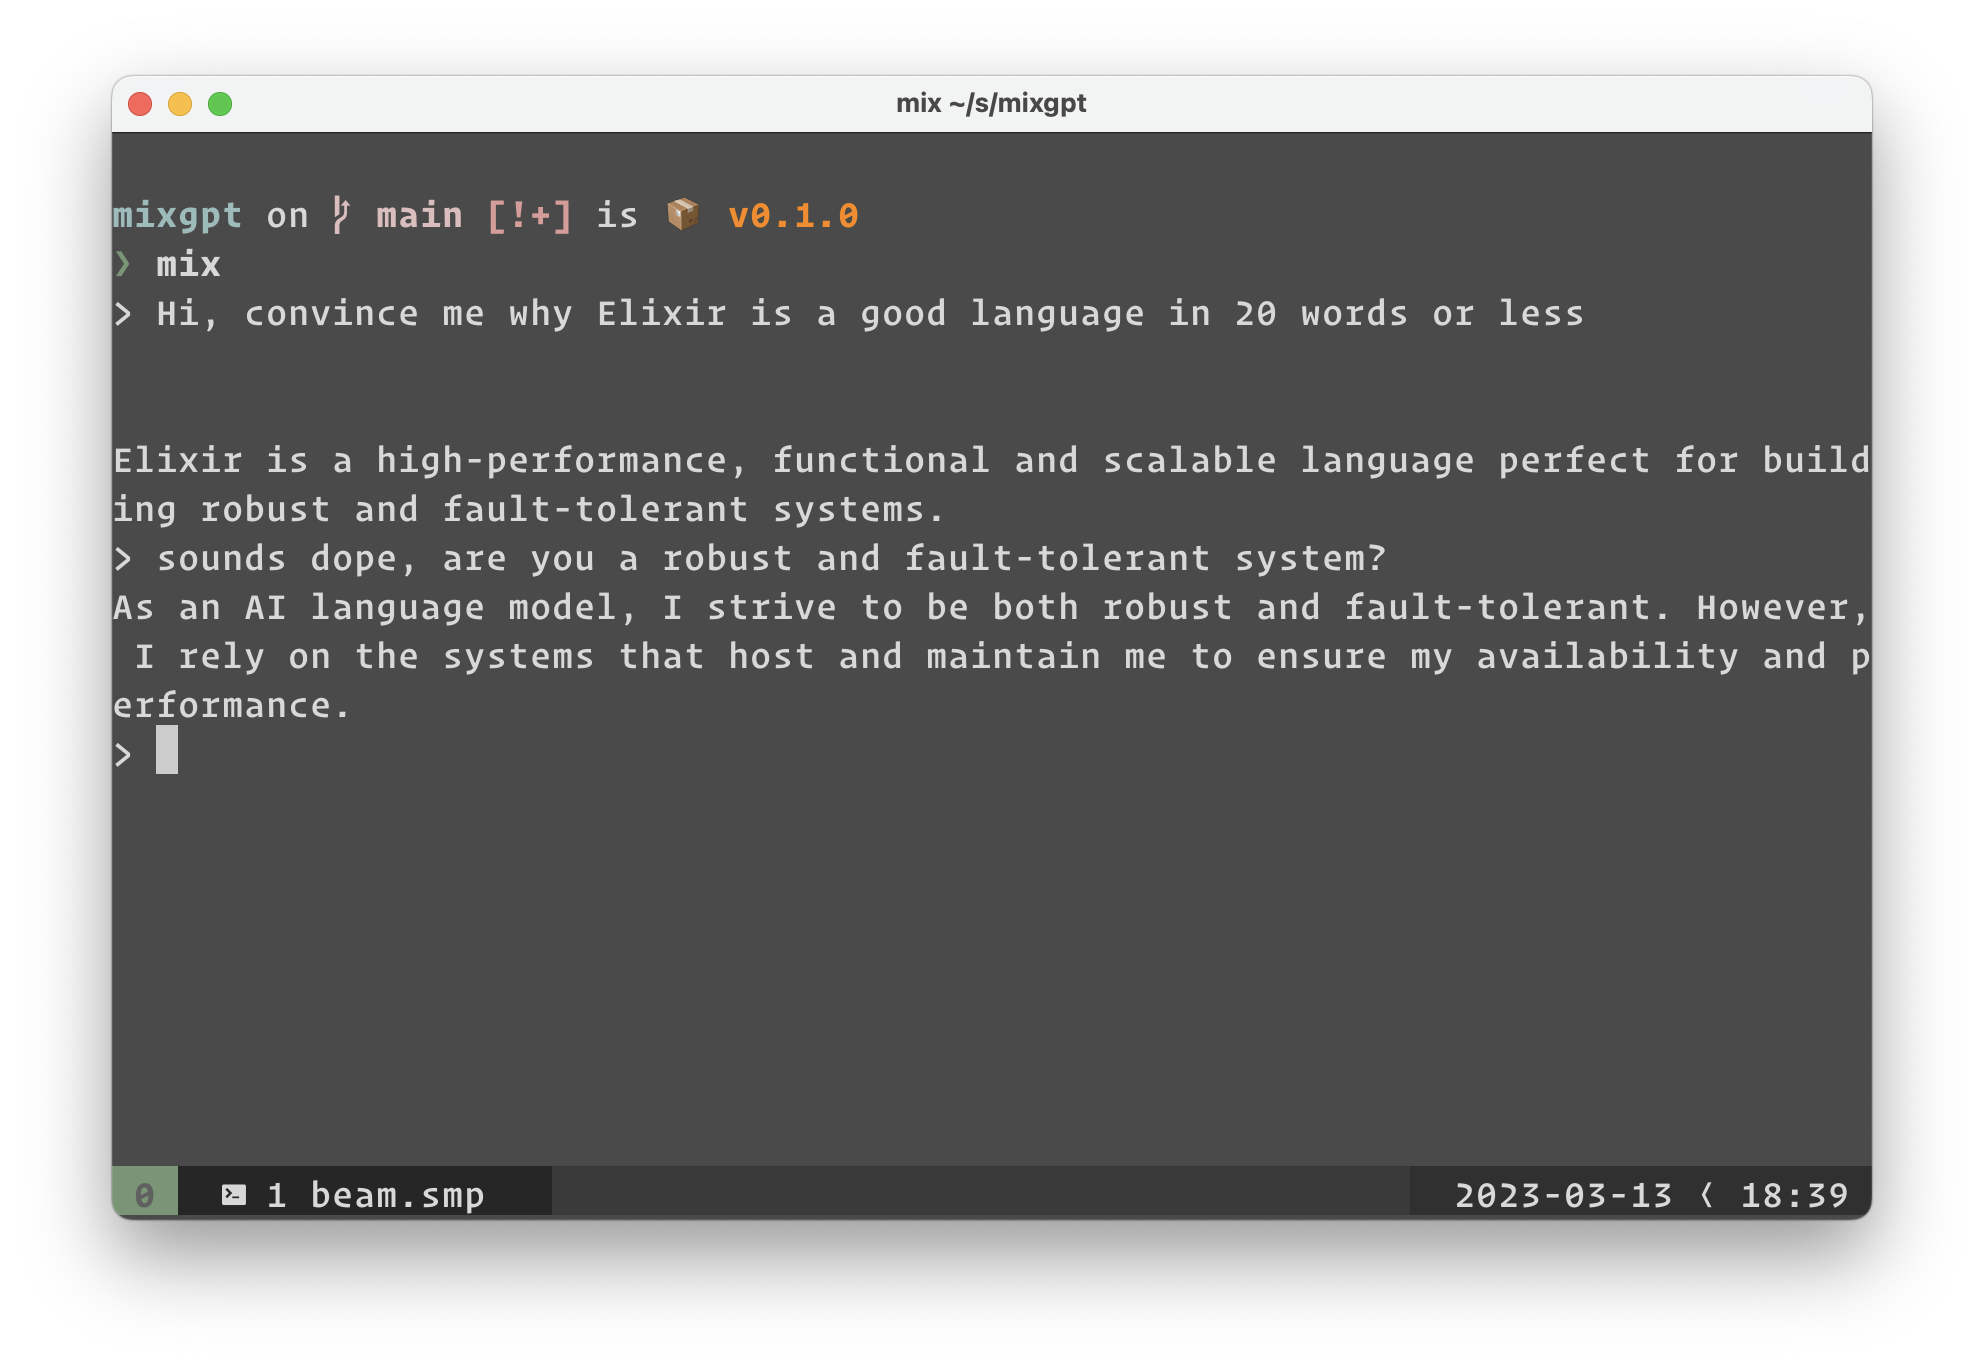 mix ~/s/mixgpt
mixgpt on main [!+] is 📦 v0.1.0
❯ mix
> Hi, convince me why Elixir is a good language in 20 words or less
Elixir is a high-performance, functional and scalable language perfect for build
ing robust and fault-tolerant systems.
> sounds dope, are you a robust and fault-tolerant system?
As an AI language model, I strive to be both robust and fault-tolerant. However,
 I rely on the systems that host and maintain me to ensure my availability and p
erformance.
>
0 1 beam.smp 2023-03-13 ⟨ 18:39